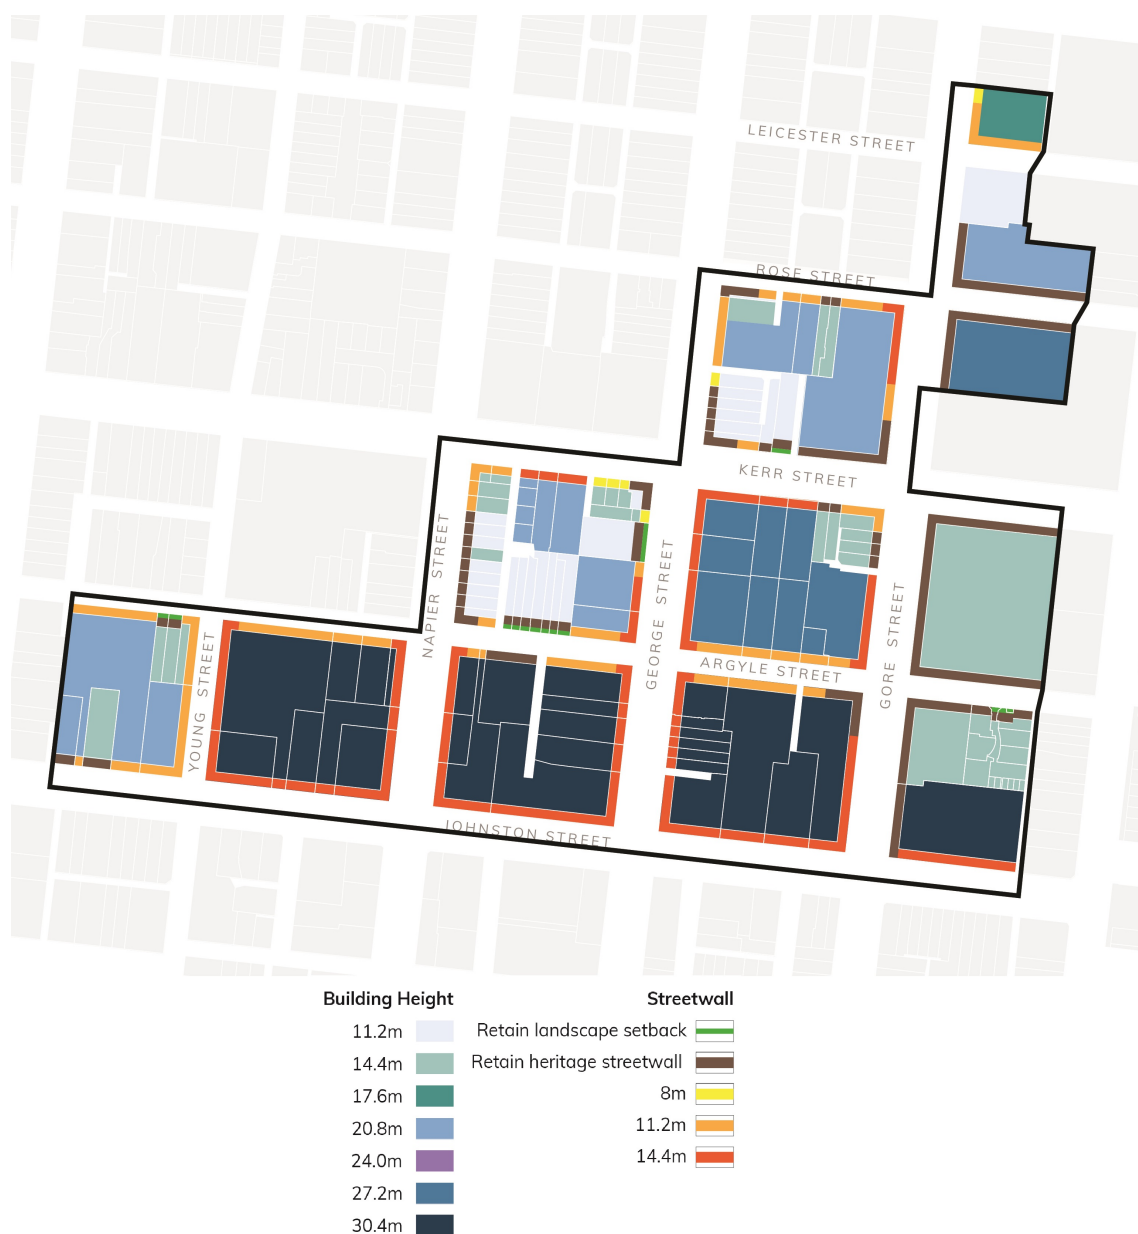 LEICESTER STREET
ROSE STREET
KERR STREET
NAPIER STREET
GEORGE STREET
GORE STREET
YOUNG STREET
ARGYLE STREET
JOHNSTON STREET
Building Height
11.2m
14.4m
17.6m
20.8m
24.0m
27.2m
30.4m
Streetwall
Retain landscape setback
Retain heritage streetwall
8m
11.2m
14.4m